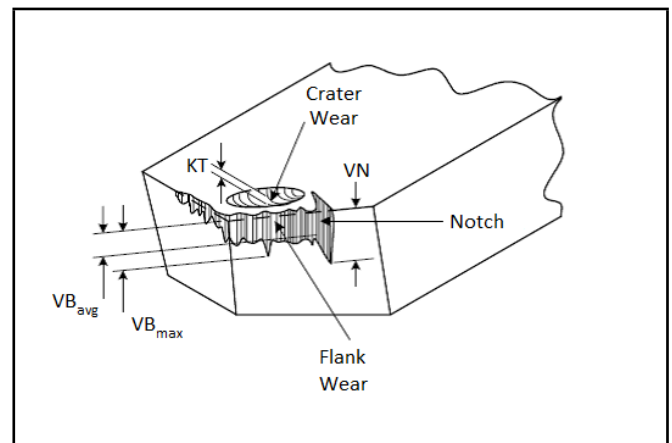 Crater
Wear
KT
VN
Notch
VBavg
VBmax
Flank
Wear